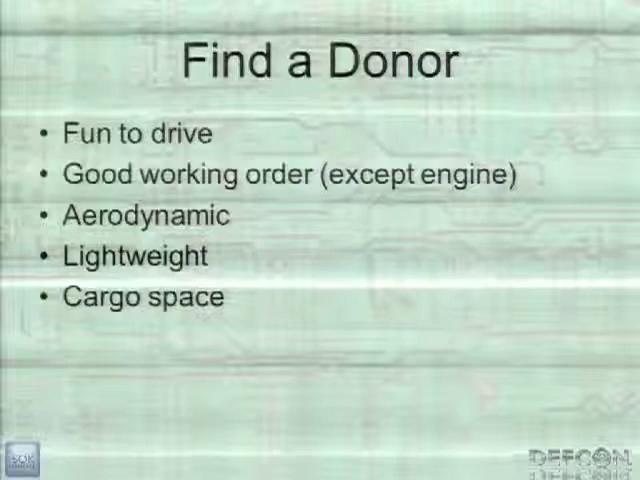 Find a Donor
• Fun to drive
• Good working order (except engine)
• Aerodynamic
• Lightweight
• Cargo space
DEFCON